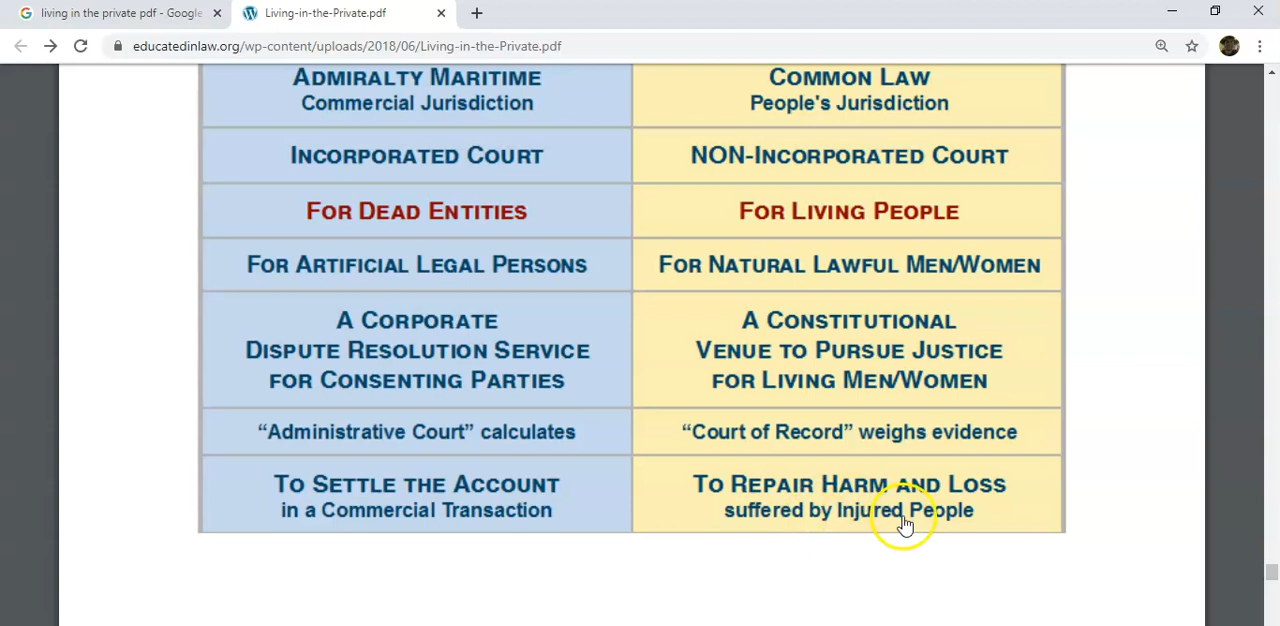 living in the private pdf - Google
Living-in-the-Private.pdf
educatedinlaw.org/wp-content/uploads/2018/06/Living-in-the-Private.pdf
ADMIRALTY MARITIME
Commercial Jurisdiction
COMMON LAW
People's Jurisdiction
INCORPORATED COURT
NON-INCORPORATED COURT
FOR DEAD ENTITIES
FOR LIVING PEOPLE
FOR ARTIFICIAL LEGAL PERSONS
FOR NATURAL LAWFUL MEN/WOMEN
A CORPORATE
DISPUTE RESOLUTION SERVICE
FOR CONSENTING PARTIES
A CONSTITUTIONAL
VENUE TO PURSUE JUSTICE
FOR LIVING MEN/WOMEN
“Administrative Court” calculates
“Court of Record” weighs evidence
TO SETTLE THE ACCOUNT
in a Commercial Transaction
TO REPAIR HARM AND LOSS
suffered by Injured People